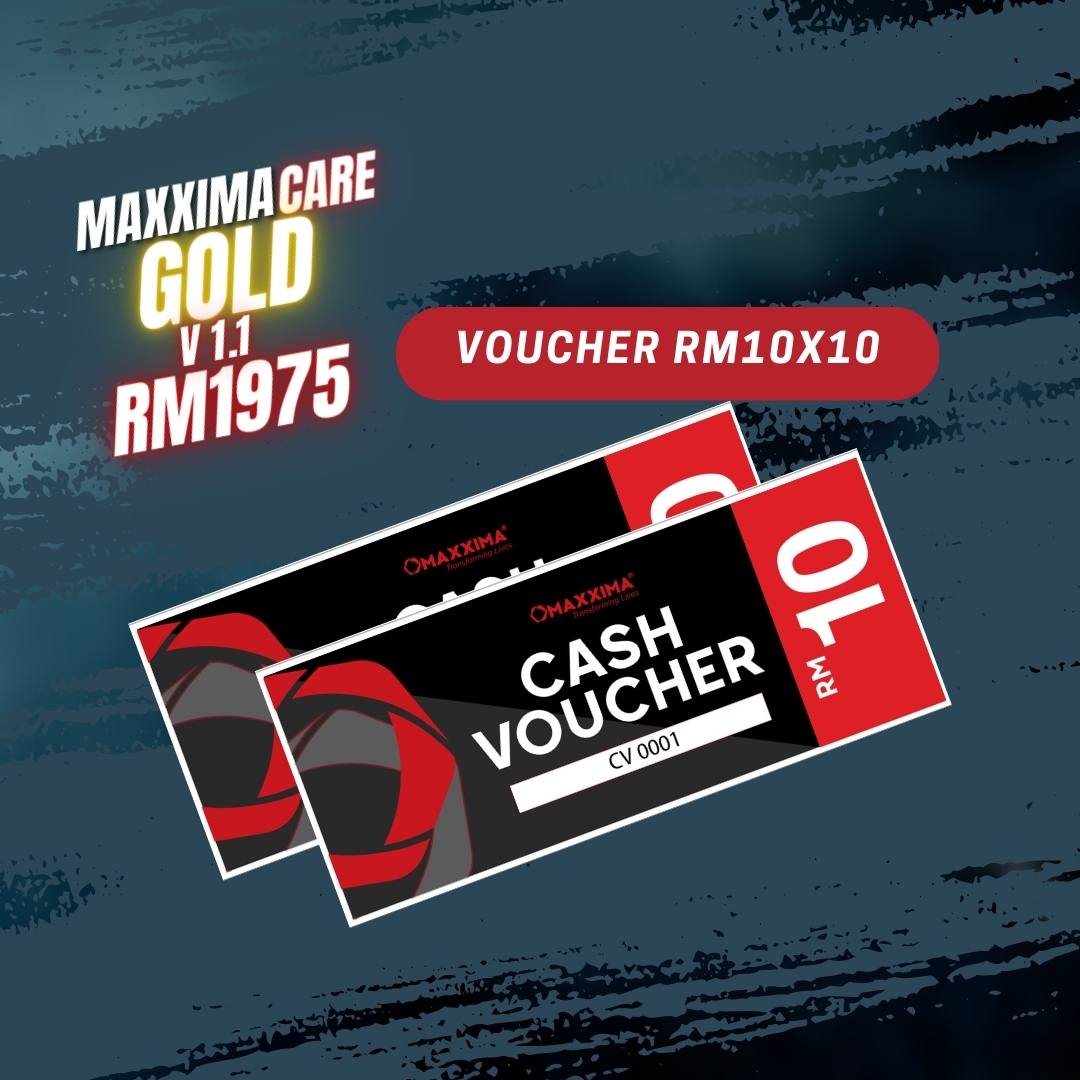 MAXXIMA CARE
GOLD
V 1.1
RM1975
VOUCHER RM10X10
MAXXIMA®
Transforming Lives
MAXXIMA®
Transforming Lives
CASH
VOUCHER
CV 0001
RM 10